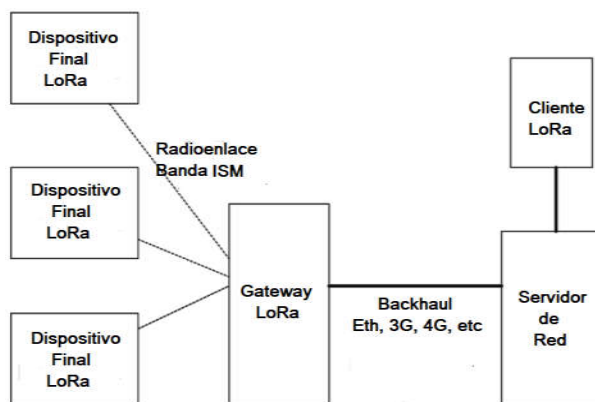 Dispositivo
Final
LoRa
Radioenlace
Banda ISM
Dispositivo
Final
LoRa
Dispositivo
Final
LoRa
Gateway
LoRa
Backhaul
Eth, 3G, 4G, etc
Cliente
LoRa
Servidor
de
Red